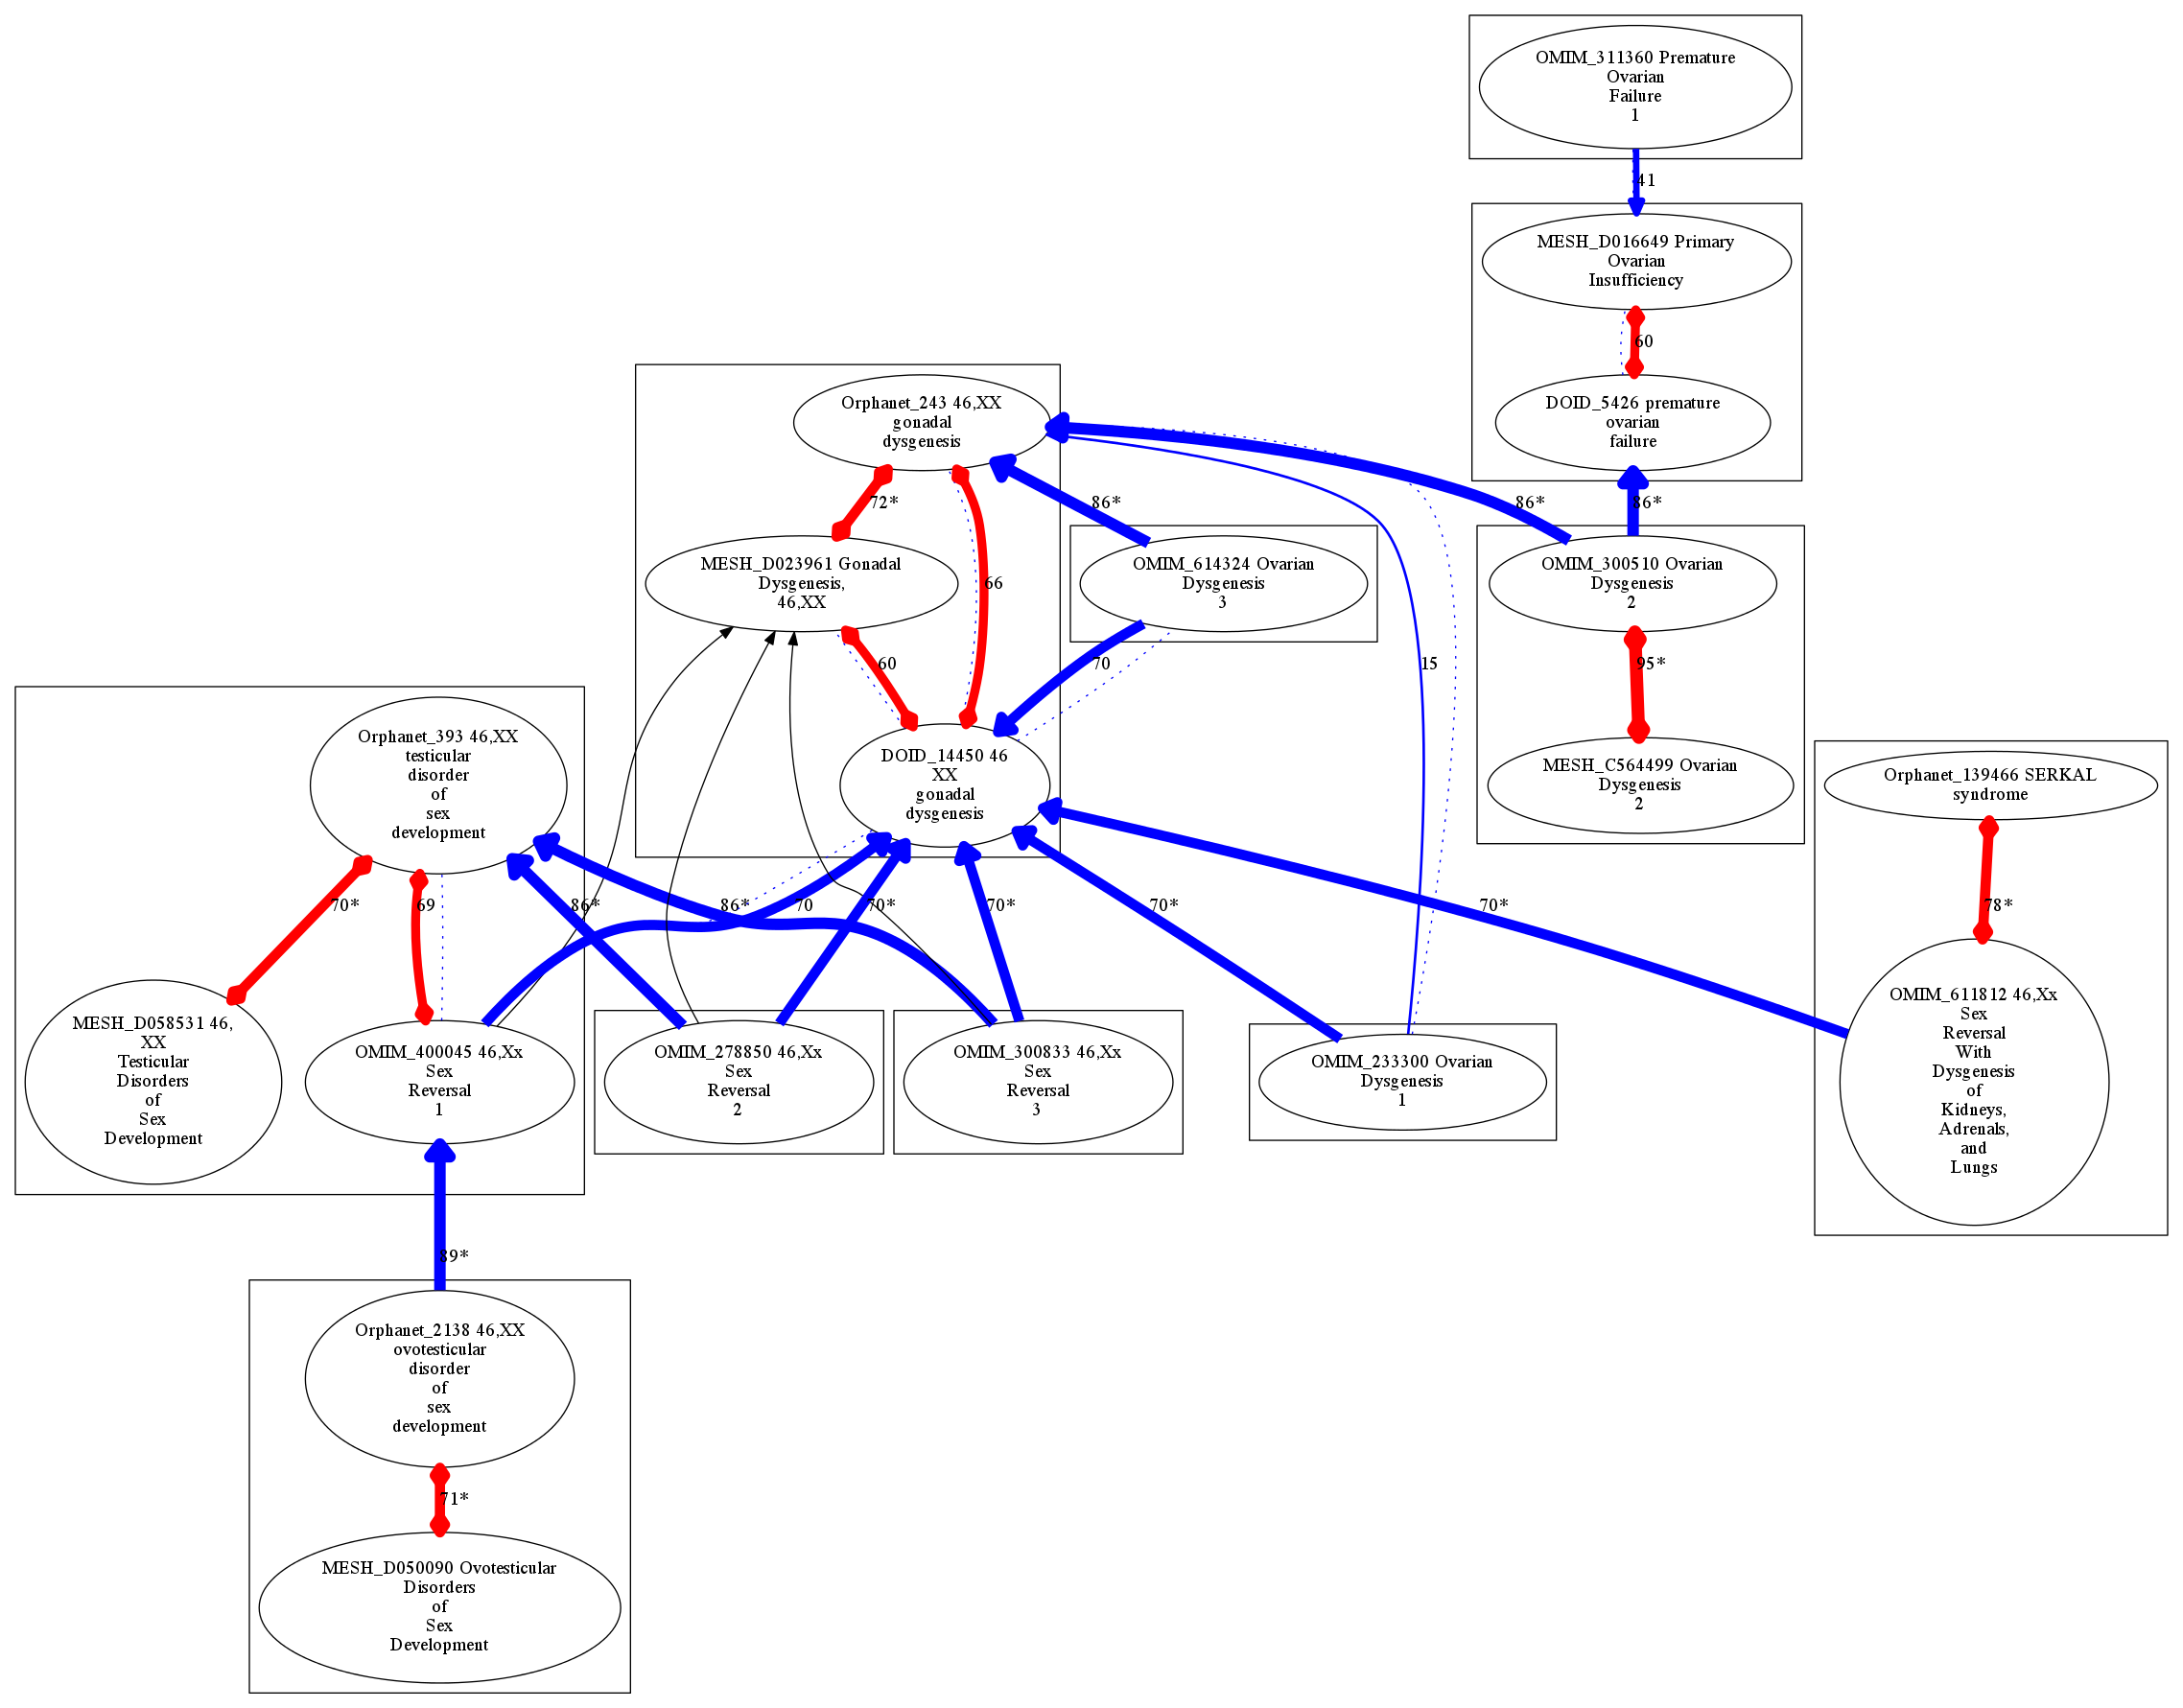 OMIM_311360 Premature
Ovarian
Failure
1
41
MESH_D016649 Primary
Ovarian
Insufficiency
60
DOID_5426 premature
ovarian
failure
Orphanet_243 46,XX
gonadal
dysgenesis
72*
86*
86*
86*
MESH_D023961 Gonadal
Dysgenesis,
46,XX
66
OMIM_614324 Ovarian
Dysgenesis
3
OMIM_300510 Ovarian
Dysgenesis
2
60
70
15
95*
Orphanet_393 46,XX
testicular
disorder
of
sex
development
DOID_14450 46
XX
gonadal
dysgenesis
MESH_C564499 Ovarian
Dysgenesis
2
Orphanet_139466 SERKAL
syndrome
70*
69
86*
86*
70
70*
70*
70*
70*
78*
MESH_D058531 46,
XX
Testicular
Disorders
of
Sex
Development
OMIM_400045 46,Xx
Sex
Reversal
1
OMIM_278850 46,Xx
Sex
Reversal
2
OMIM_300833 46,Xx
Sex
Reversal
3
OMIM_233300 Ovarian
Dysgenesis
1
OMIM_611812 46,Xx
Sex
Reversal
With
Dysgenesis
of
Kidneys,
Adrenals,
and
Lungs
89*
Orphanet_2138 46,XX
ovotesticular
disorder
of
sex
development
71*
MESH_D050090 Ovotesticular
Disorders
of
Sex
Development